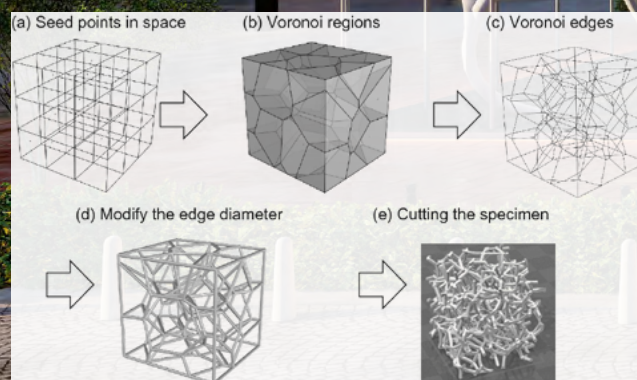 (a) Seed points in space
(b) Voronoi regions
(c) Voronoi edges
(d) Modify the edge diameter
(e) Cutting the specimen